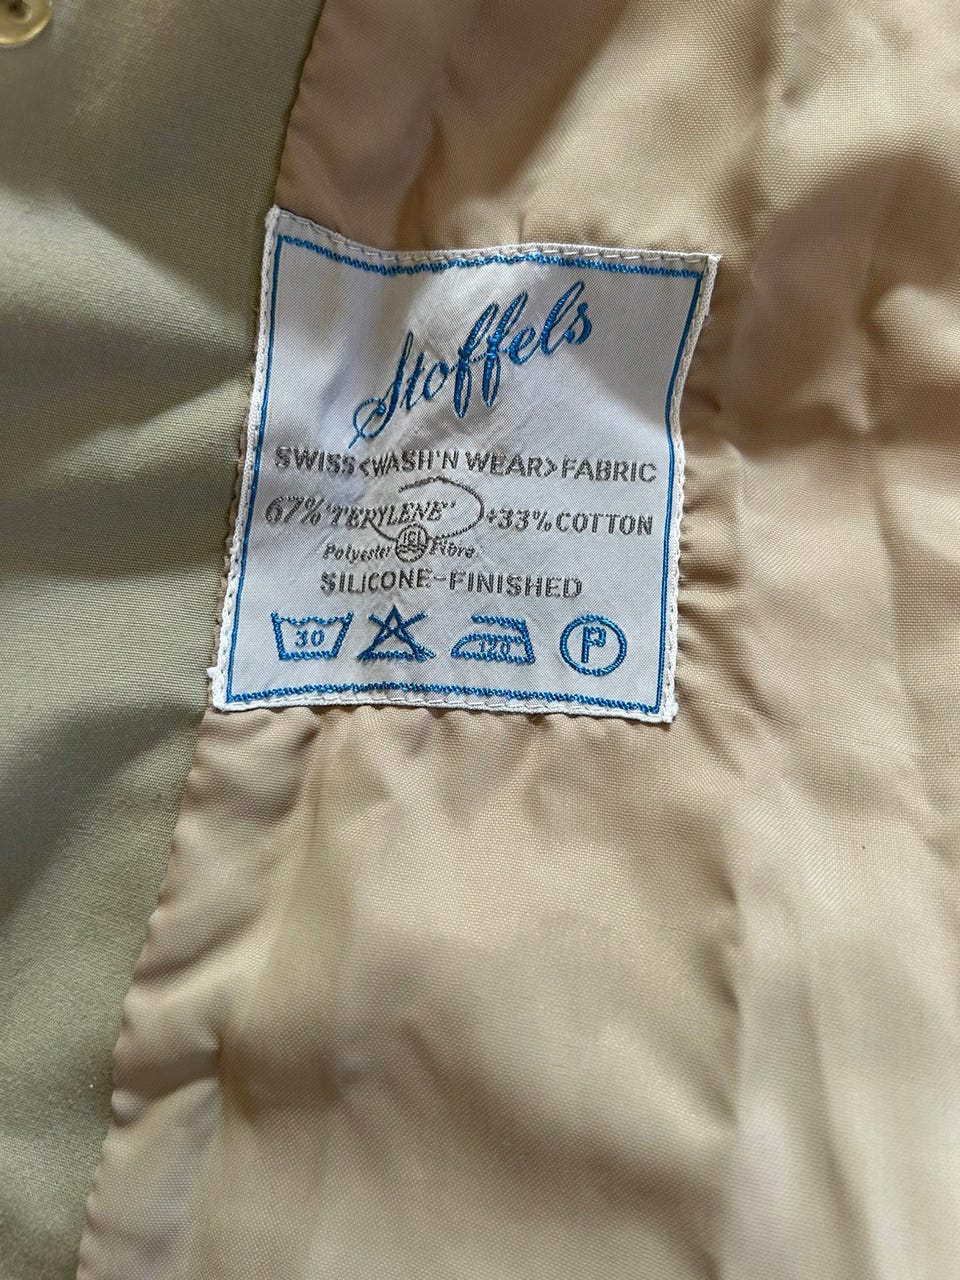 Stoffels
SWISS <WASH'N WEAR> FABRIC
67% "TERYLENE" +33% COTTON
Polyester ICI Fibre
SILICONE-FINISHED
30 120 P